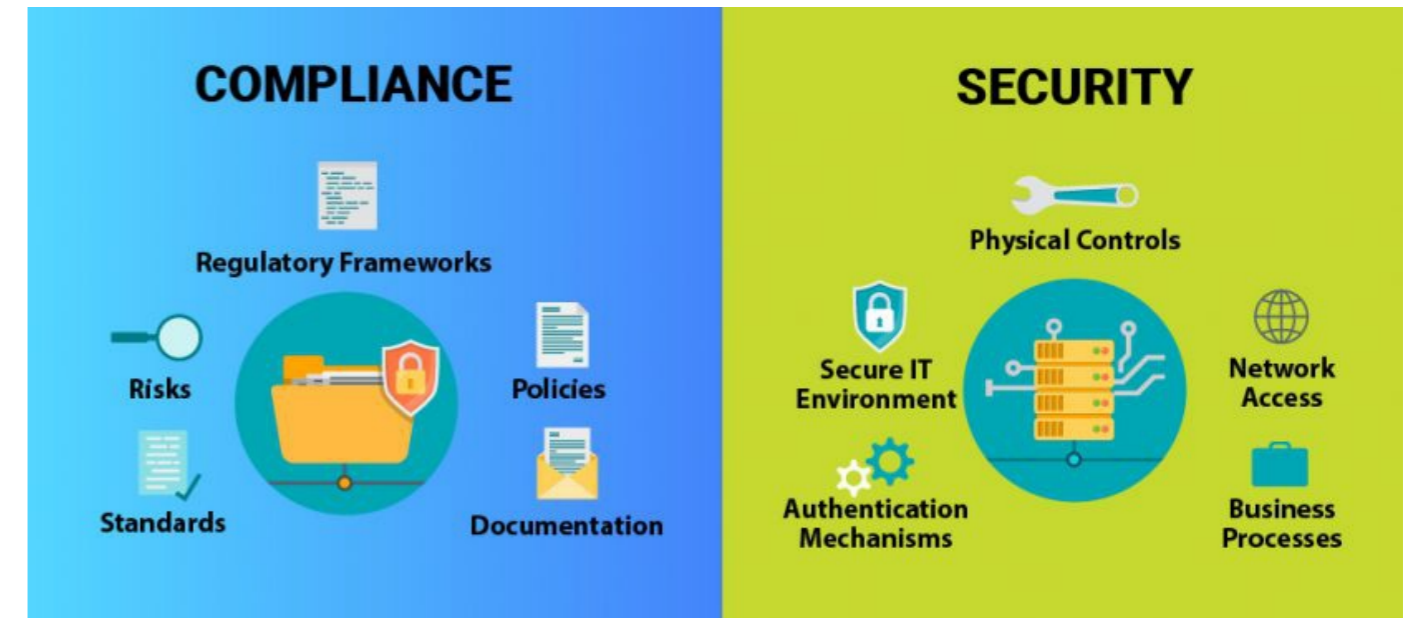 COMPLIANCE
Regulatory Frameworks
Risks
Policies
Standards
Documentation
SECURITY
Physical Controls
Secure IT
Environment
Network
Access
Authentication
Mechanisms
Business
Processes